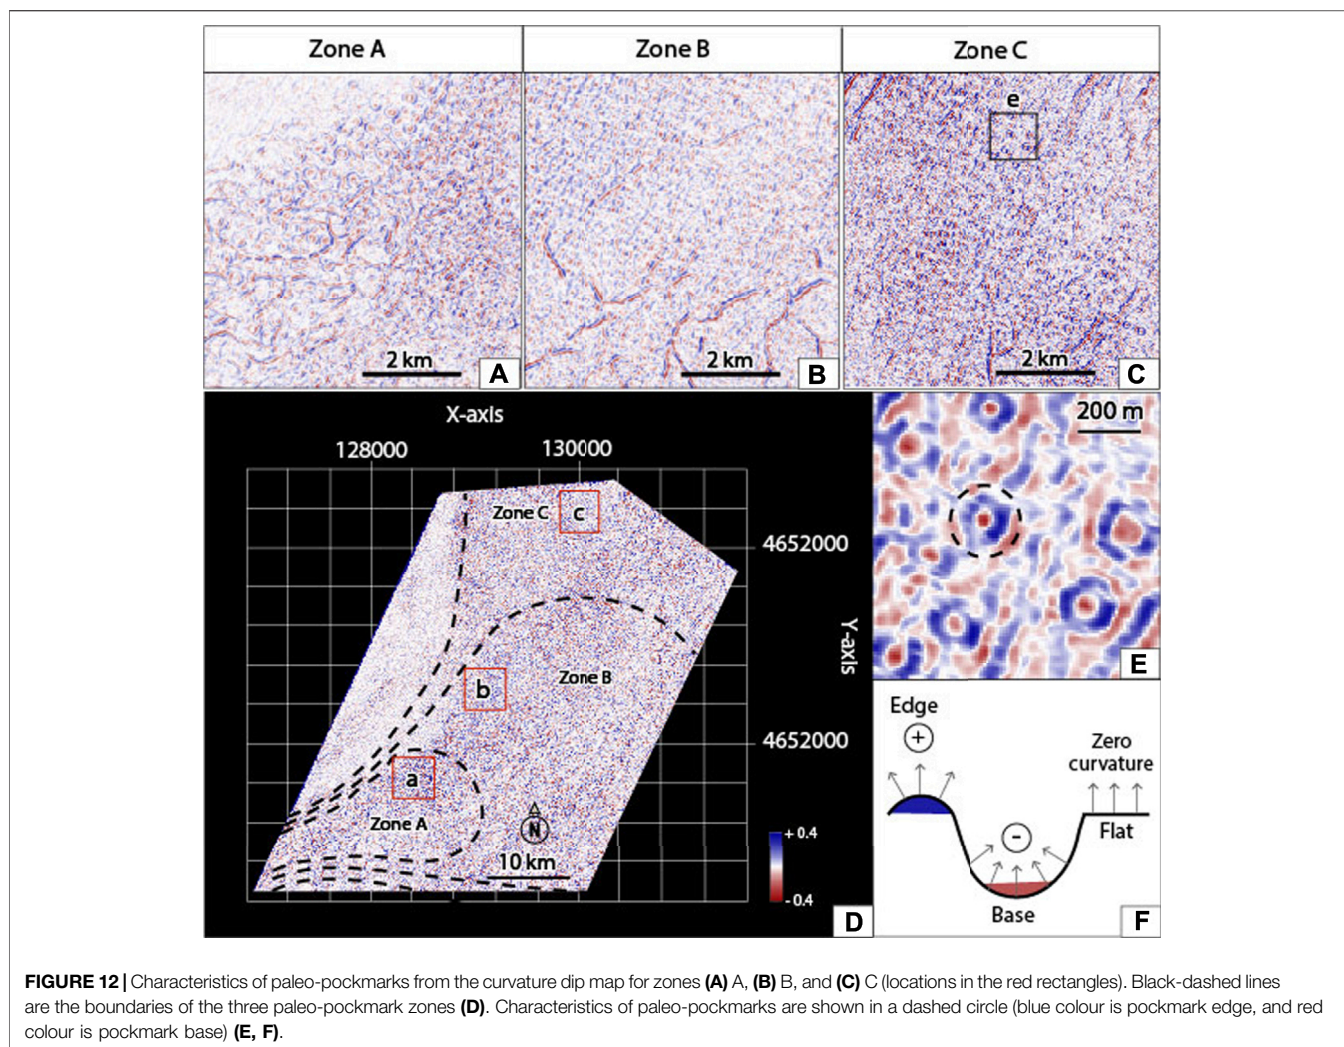 Zone A
Zone B
Zone C
e
2 km
A
2 km
B
2 km
C
X-axis
128000
130000
Zone C
c
4652000
Y-axis
Zone B
b
4652000
a
Zone A
N
10 km
+ 0.4
- 0.4
D
200 m
E
Edge
+
Zero
curvature
Flat
-
Base
F
FIGURE 12 | Characteristics of paleo-pockmarks from the curvature dip map for zones (A) A, (B) B, and (C) C (locations in the red rectangles). Black-dashed lines
are the boundaries of the three paleo-pockmark zones (D). Characteristics of paleo-pockmarks are shown in a dashed circle (blue colour is pockmark edge, and red
colour is pockmark base) (E, F).